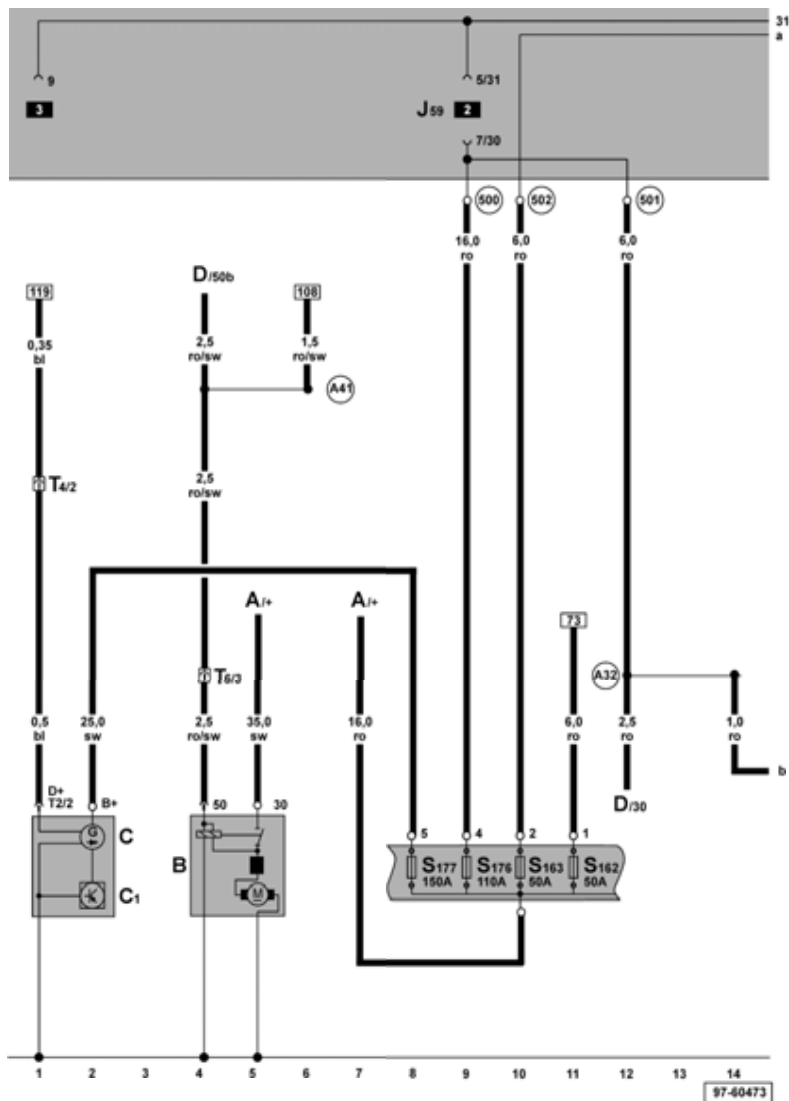 31
a
9
5/31
3
J59
2
7/30
500
502
501
16,0
ro
6,0
ro
6,0
ro
119
D/50b
108
0,35
bl
2,5
ro/sw
1,5
ro/sw
A41
T4/2
2,5
ro/sw
A/+
A/+
73
T6/3
A32
0,5
bl
25,0
sw
2,5
ro/sw
35,0
sw
16,0
ro
6,0
ro
2,5
ro
1,0
ro
b
D+
T2/2
B+
50
30
D/30
5
4
2
1
G
C
B
S177
150A
S176
110A
S163
50A
S162
50A
C1
M
1 2 3 4 5 6 7 8 9 10 11 12 13 14
97-60473